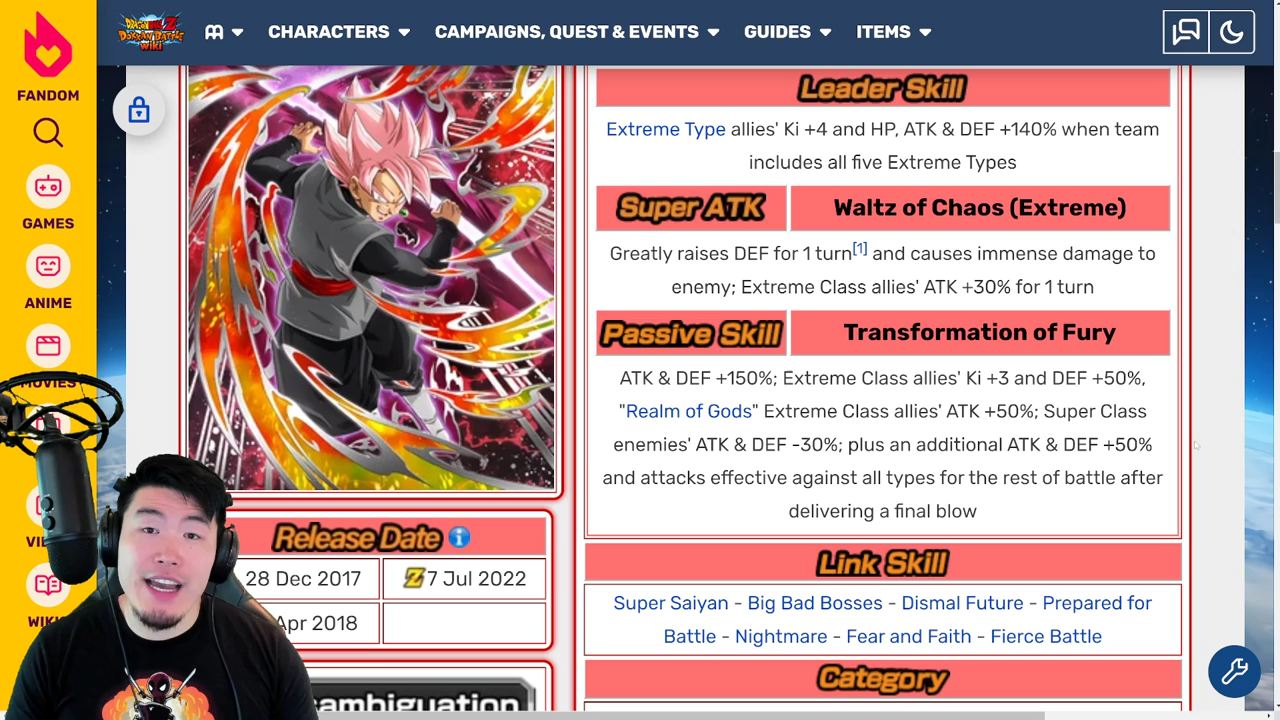 DRAGONBALL Z
DOKKAN BATTLE
WIKI
CHARACTERS
CAMPAIGNS, QUEST & EVENTS
GUIDES
ITEMS
FANDOM
GAMES
ANIME
MOVIES
WIKI
Leader Skill
Extreme Type allies' Ki +4 and HP, ATK & DEF +140% when team
includes all five Extreme Types
Super ATK
Waltz of Chaos (Extreme)
Greatly raises DEF for 1 turn[1] and causes immense damage to
enemy; Extreme Class allies' ATK +30% for 1 turn
Passive Skill
Transformation of Fury
ATK & DEF +150%; Extreme Class allies' Ki +3 and DEF +50%,
"Realm of Gods" Extreme Class allies' ATK +50%; Super Class
enemies' ATK & DEF -30%; plus an additional ATK & DEF +50%
and attacks effective against all types for the rest of battle after
delivering a final blow
Release Date
28 Dec 2017
Z 7 Jul 2022
Apr 2018
Link Skill
Super Saiyan - Big Bad Bosses - Dismal Future - Prepared for
Battle - Nightmare - Fear and Faith - Fierce Battle
Category